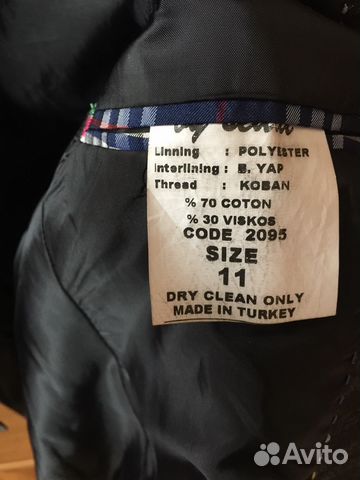 Linning : POLYESTER
Interlining : B. YAP
Thread : KOBAN
% 70 COTON
% 30 VISKOS
CODE 2095
SIZE
11
DRY CLEAN ONLY
MADE IN TURKEY
Avito